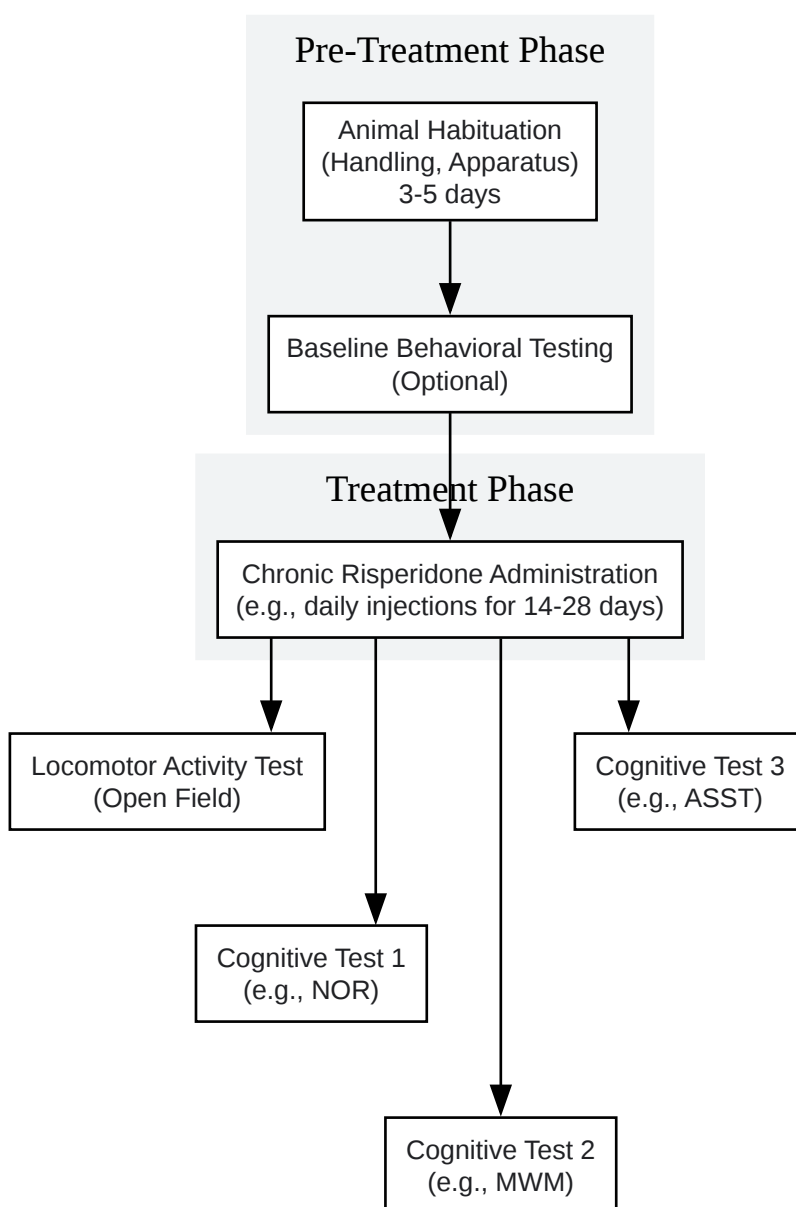 Pre-Treatment Phase
Animal Habituation
(Handling, Apparatus)
3-5 days
Baseline Behavioral Testing
(Optional)
Treatment Phase
Chronic Risperidone Administration
(e.g., daily injections for 14-28 days)
Locomotor Activity Test
(Open Field)
Cognitive Test 3
(e.g., ASST)
Cognitive Test 1
(e.g., NOR)
Cognitive Test 2
(e.g., MWM)